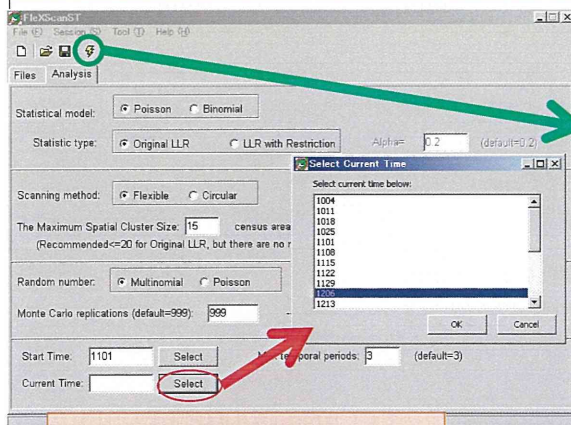 FleXScanST
File (F) Session (S) Tool (T) Help (H)
Files Analysis
Statistical model: Poisson Binomial
Statistic type: Original LLR LLR with Restriction Alpha= 0.2 (default=0.2)
Select Current Time
Select current time below:
Scanning method: Flexible Circular
1004
1011
1018
1025
1101
1108
1115
1122
1129
1206
1213
The Maximum Spatial Cluster Size: 15 census area
(Recommended<=20 for Original LLR, but there are no
Random number: Multinomial Poisson
Monte Carlo replications (default=999): 999
OK Cancel
Start Time: 1101 Select temporal periods: 3 (default=3)
Current Time: Select